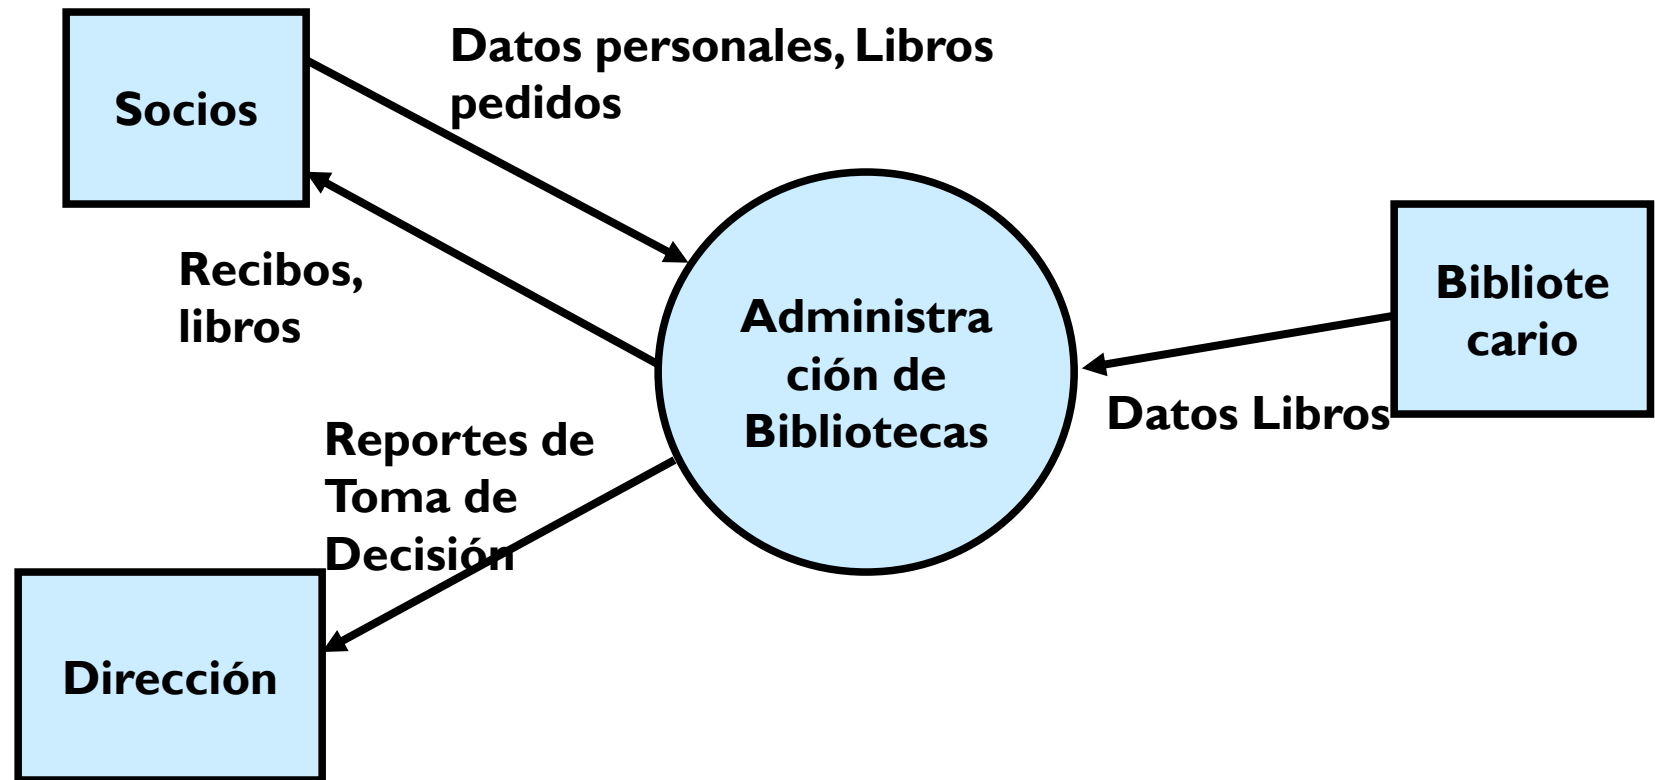 Socios
Datos personales, Libros
pedidos
Recibos,
libros
Administra
ción de
Bibliotecas
Bibliote
cario
Datos Libros
Reportes de
Toma de
Decisión
Dirección